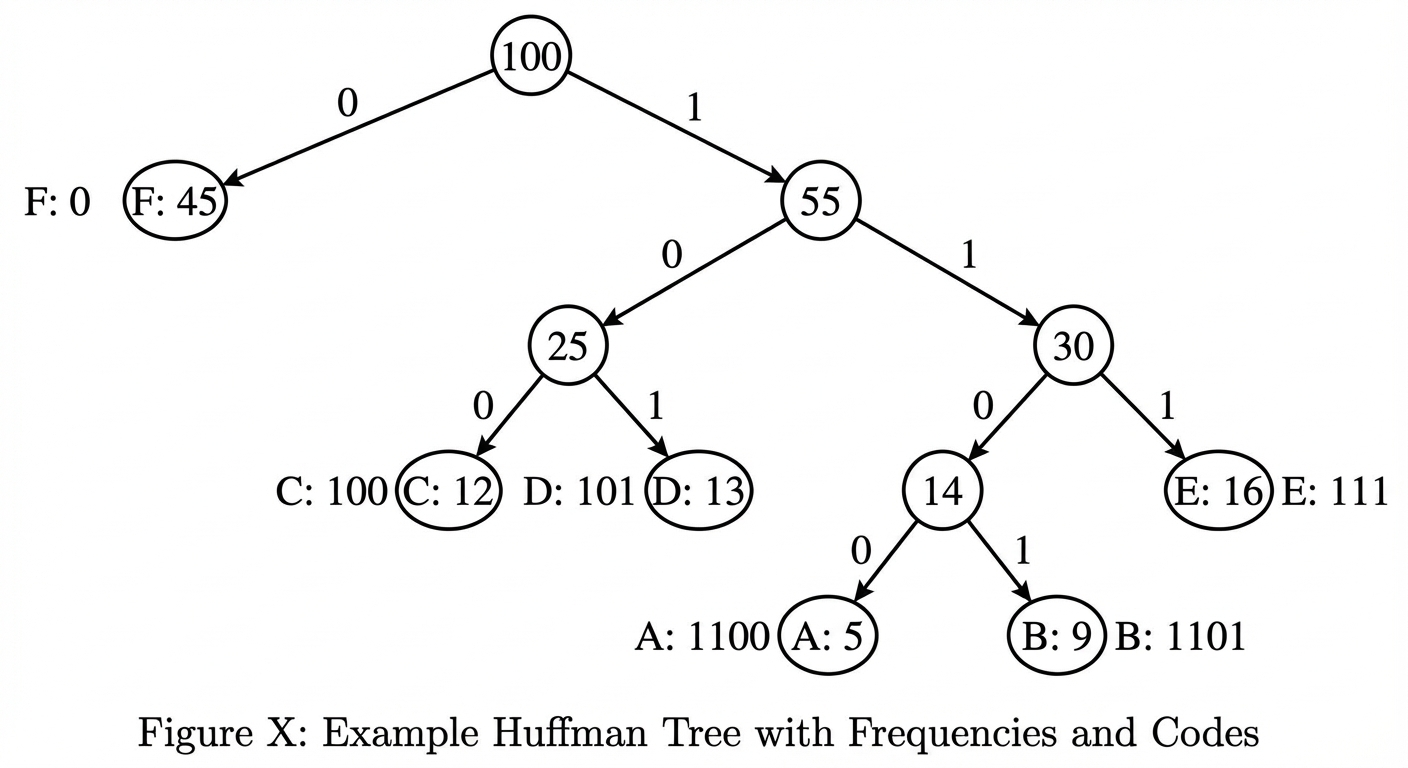 100
0
1
F: 0
F: 45
55
0
1
25
30
0
1
0
1
C: 100
C: 12
D: 101
D: 13
14
E: 16
E: 111
0
1
A: 1100
A: 5
B: 9
B: 1101
Figure X: Example Huffman Tree with Frequencies and Codes